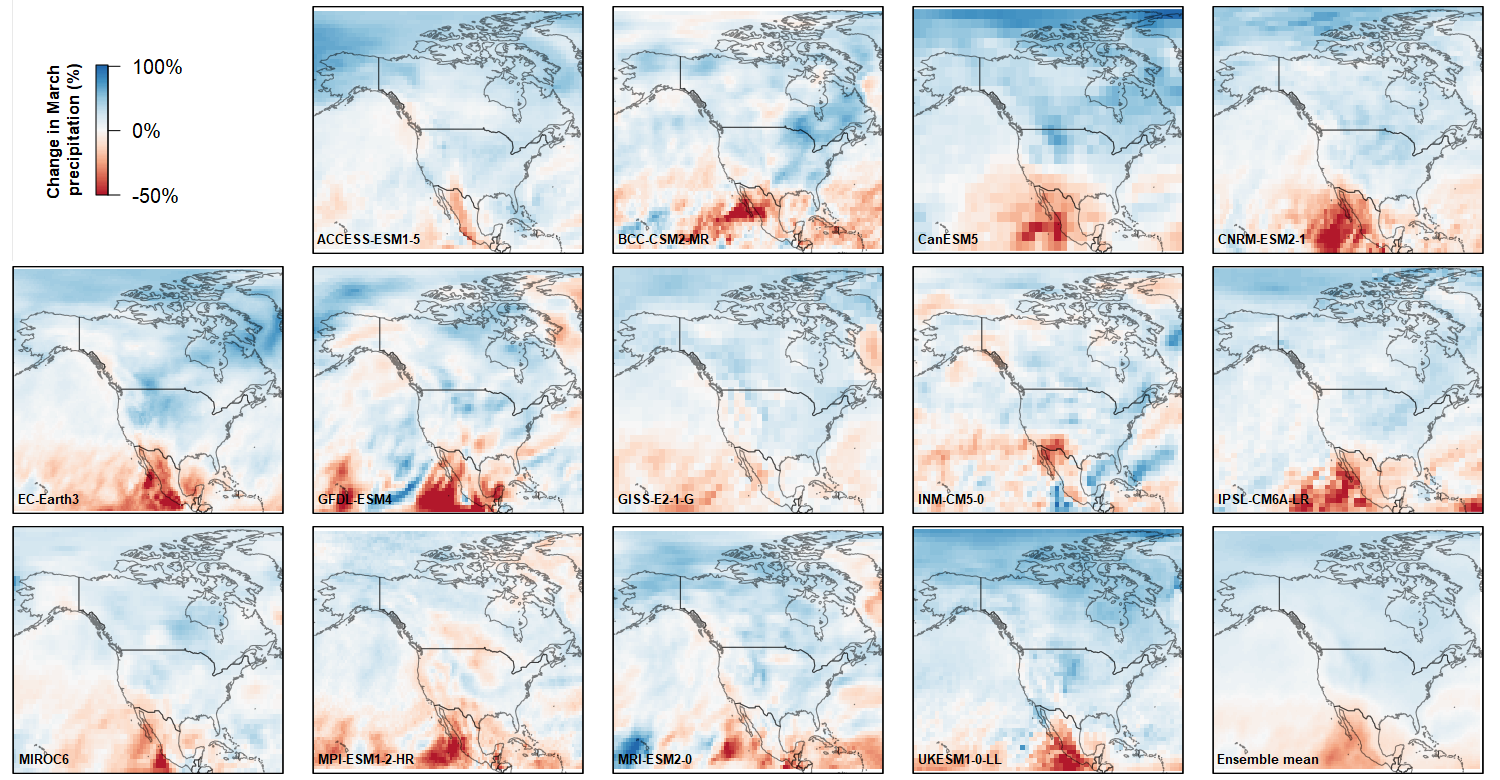 Change in March
precipitation (%)
100%
0%
-50%
ACCESS-ESM1-5
BCC-CSM2-MR
CanESM5
CNRM-ESM2-1
EC-Earth3
GFDL-ESM4
GISS-E2-1-G
INM-CM5-0
IPSL-CM6A-LR
MIROC6
MPI-ESM1-2-HR
MRI-ESM2-0
UKESM1-0-LL
Ensemble mean